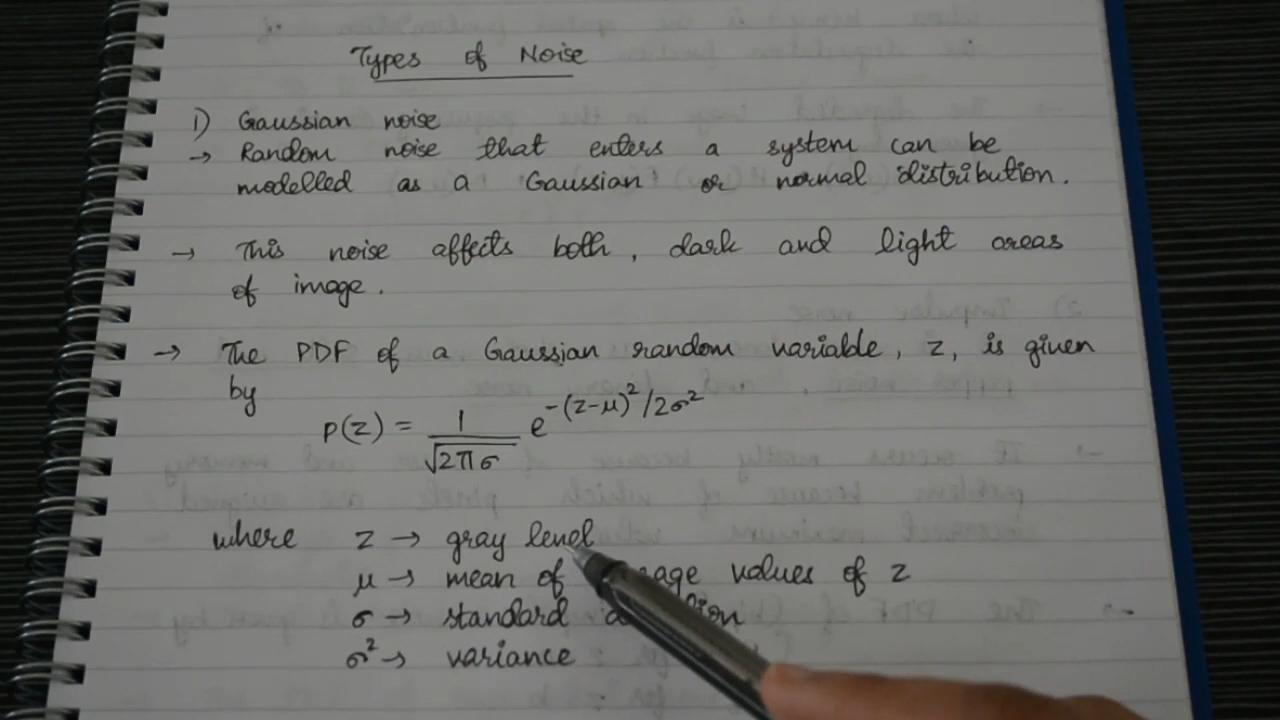 Types of Noise
1) Gaussian noise
→ Random noise that enters a system can be
modelled as a Gaussian or normal distribution.
→ This noise affects both, dark and light areas
of image.
→ The PDF of a Gaussian random variable, z, is given
by
p(z) = 1/√2πσ e^-(z-μ)²/2σ²
where z → gray level
μ → mean of values of z
σ → standard
σ² → variance